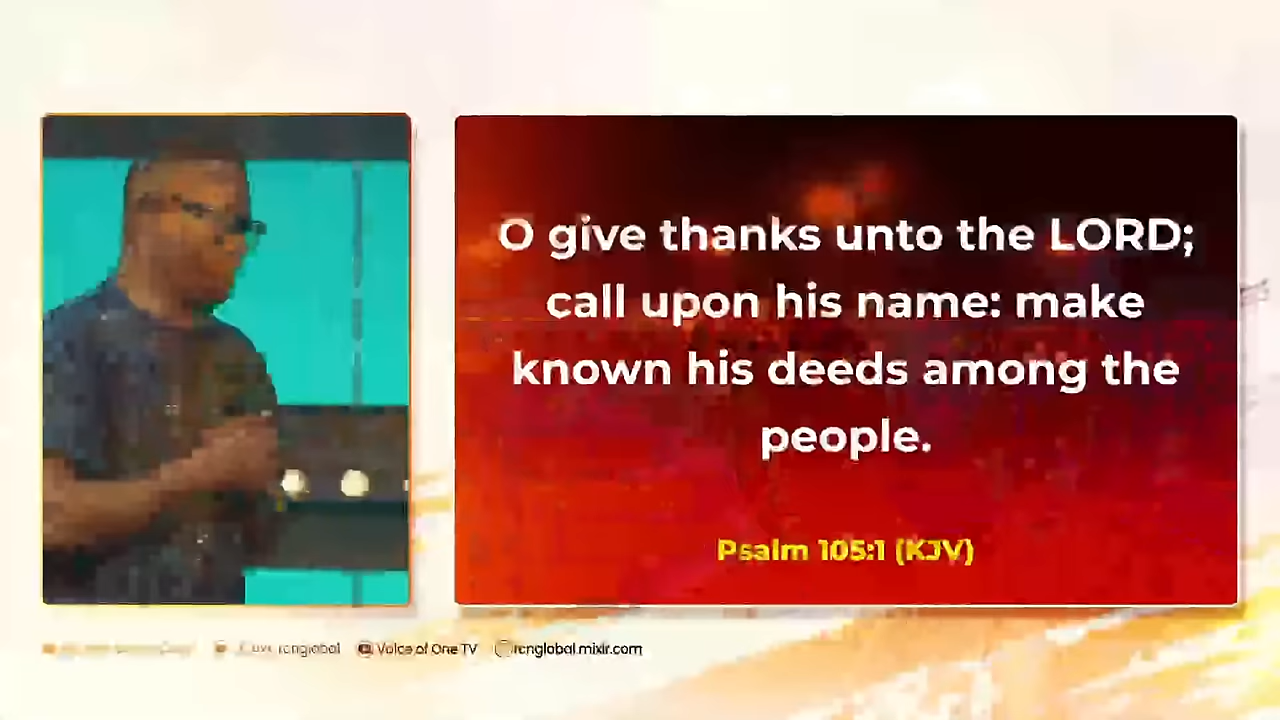 O give thanks unto the LORD;
call upon his name: make
known his deeds among the
people.
Psalm 105:1 (KJV)
rcnglobal Voice of One TV rcnglobal.mixlr.com